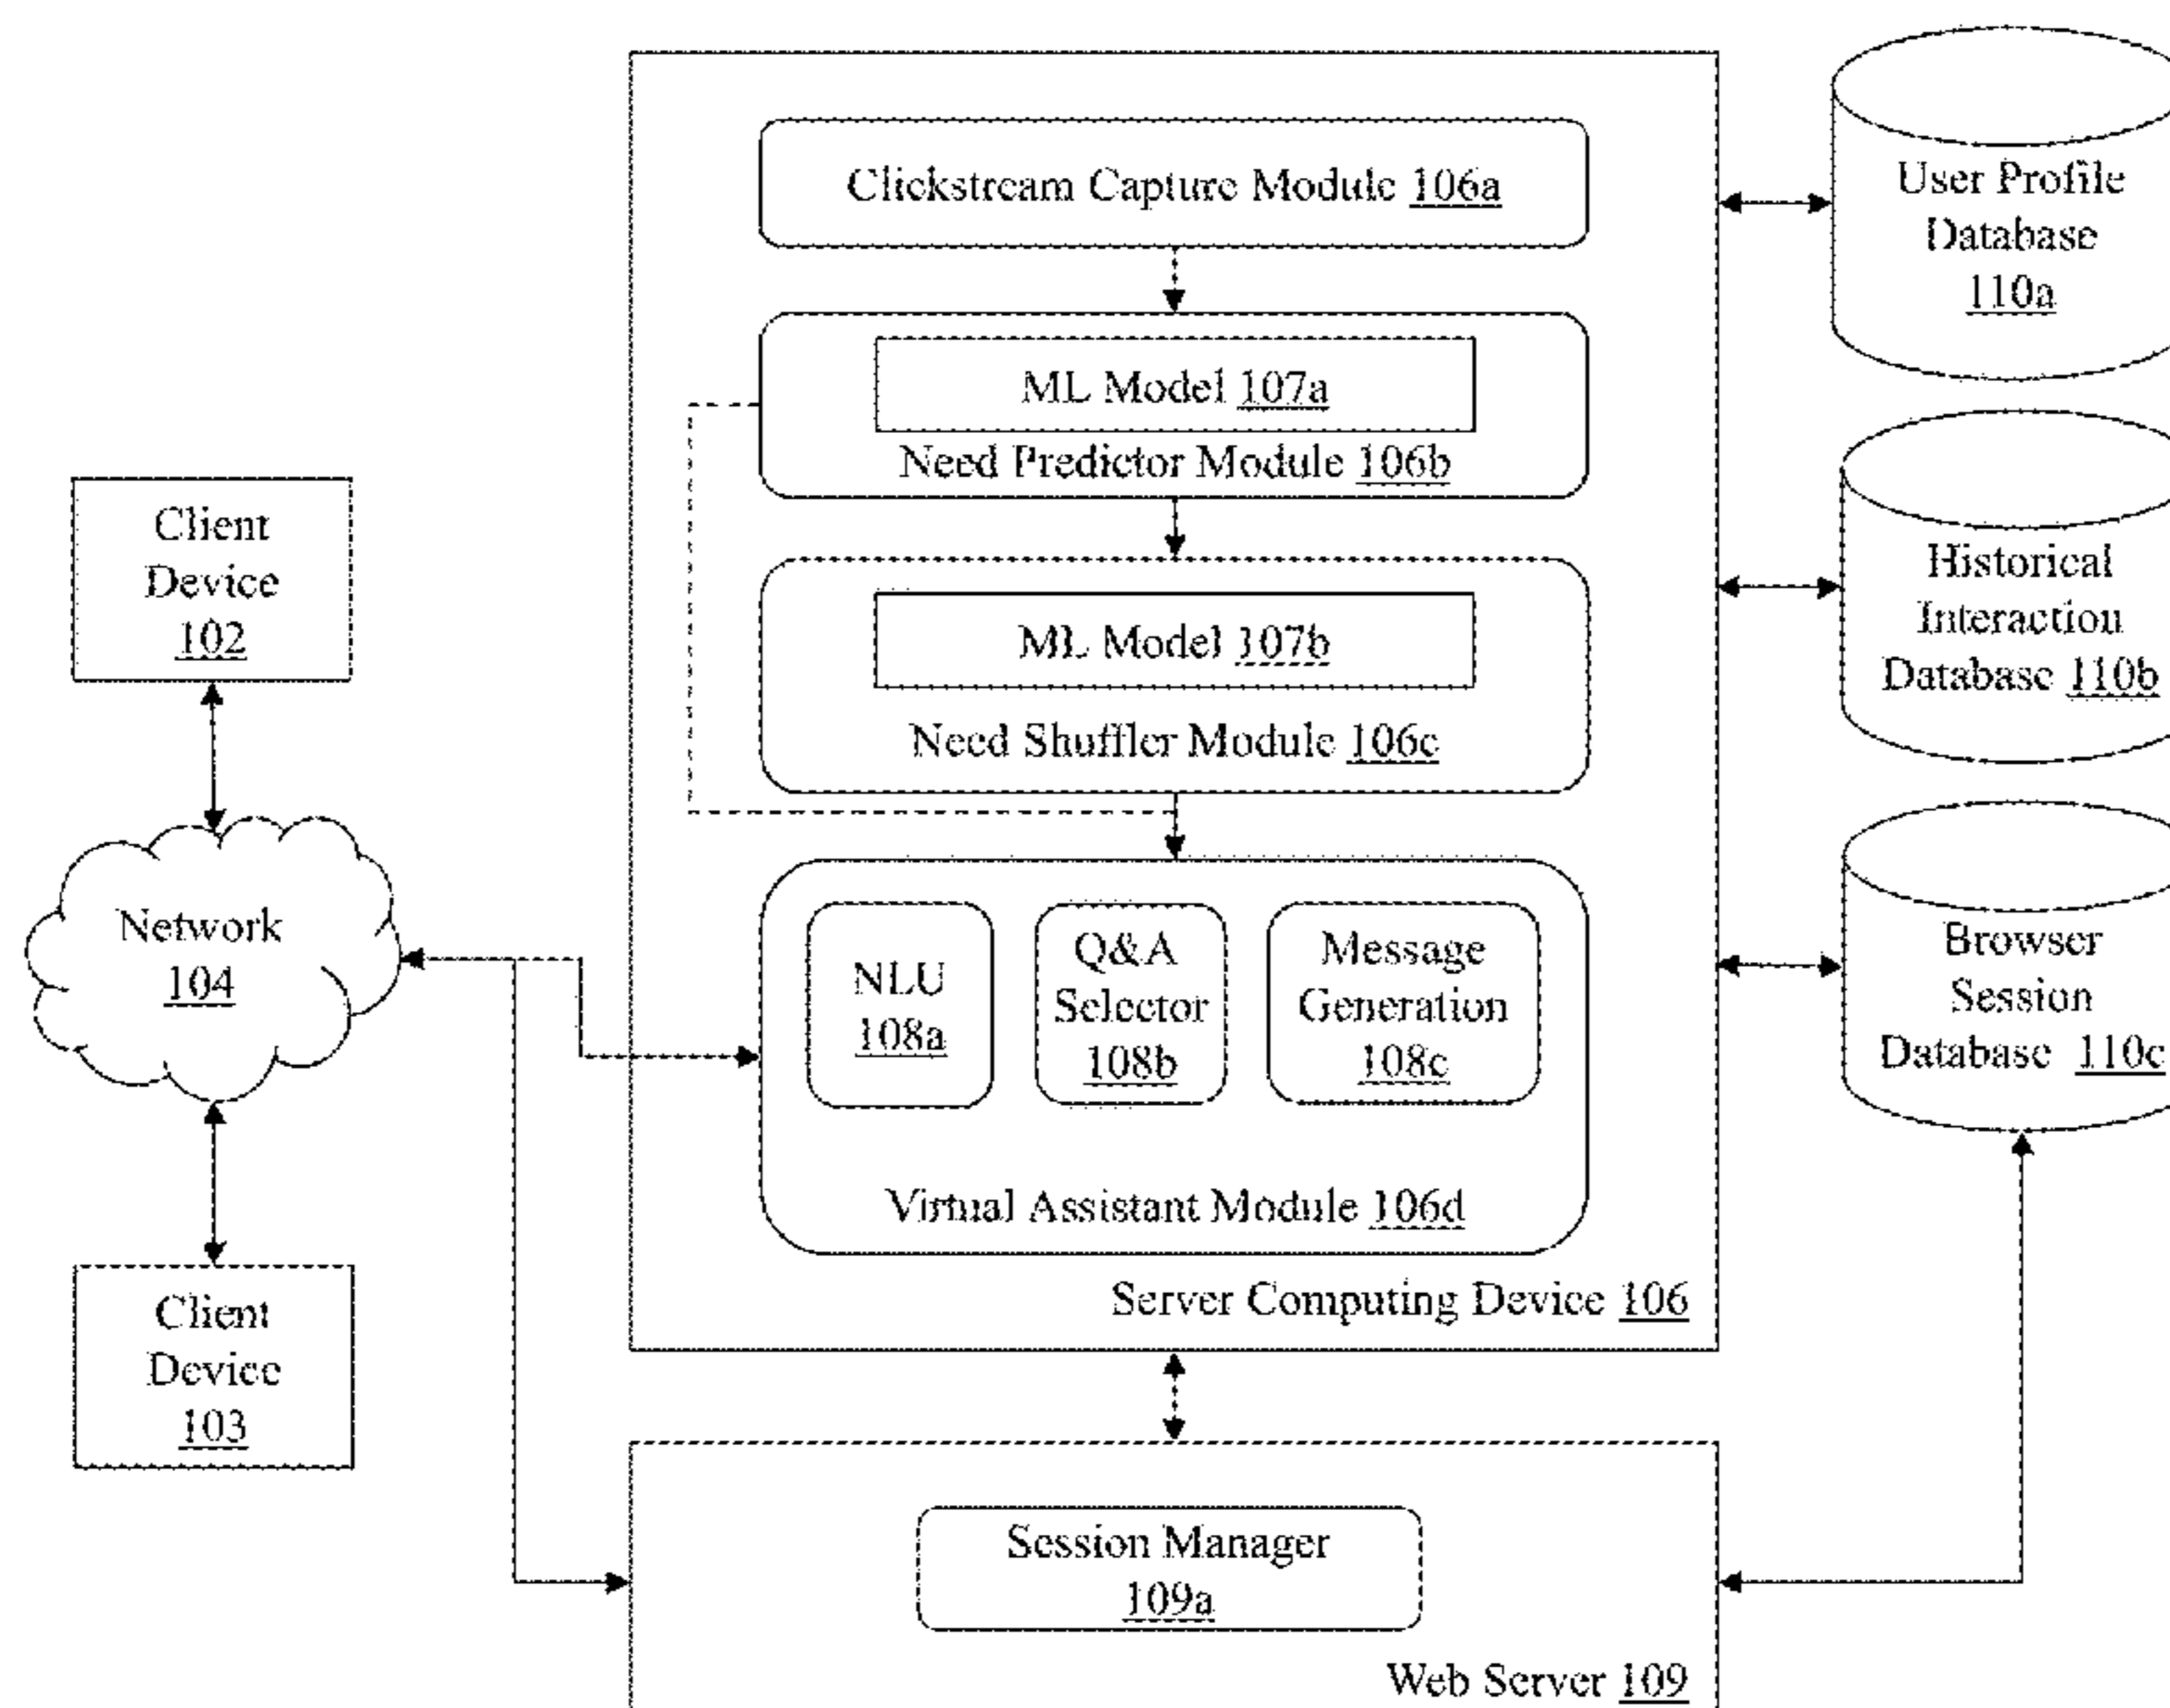 Clickstream Capture Module 106a
ML Model 107a
Need Predictor Module 106b
ML Model 107b
Need Shuffler Module 106c
NLU
108a
Q&A
Selector
108b
Message
Generation
108c
Virtual Assistant Module 106d
Server Computing Device 106
Session Manager
109a
Web Server 109
Client
Device
102
Network
104
Client
Device
103
User Profile
Database
110a
Historical
Interaction
Database 110b
Browser
Session
Database 110c